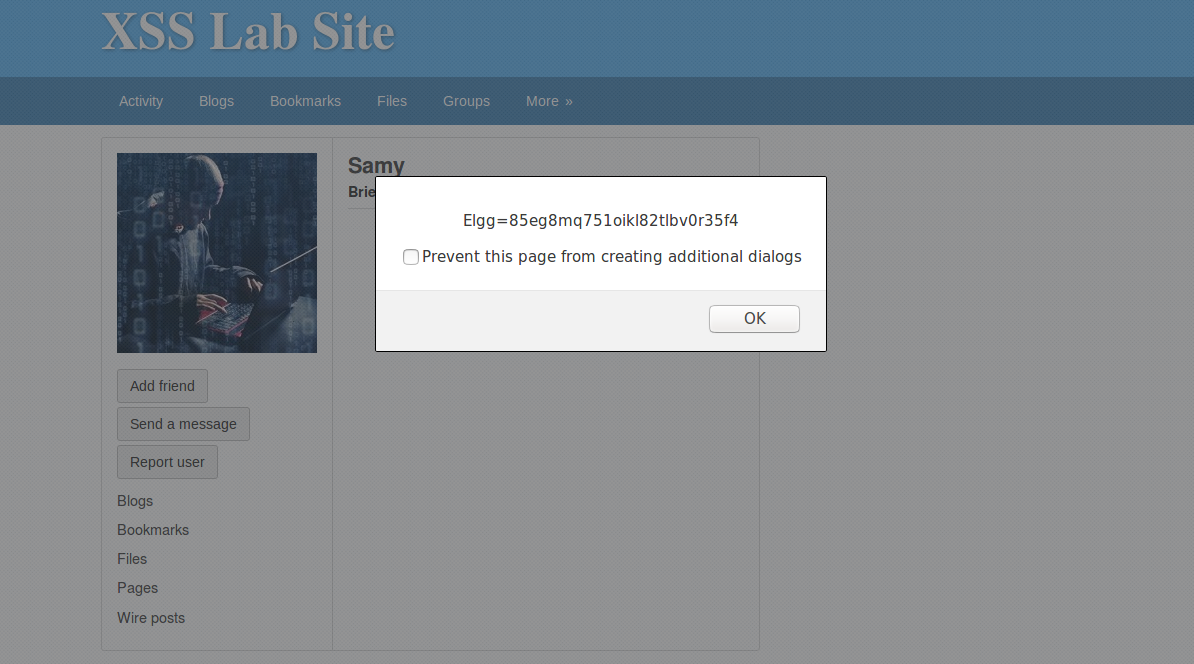 XSS Lab Site
Activity Blogs Bookmarks Files Groups More »
Samy
Brie
Elgg=85eg8mq751oikl82tlbv0r35f4
Prevent this page from creating additional dialogs
OK
Add friend
Send a message
Report user
Blogs
Bookmarks
Files
Pages
Wire posts